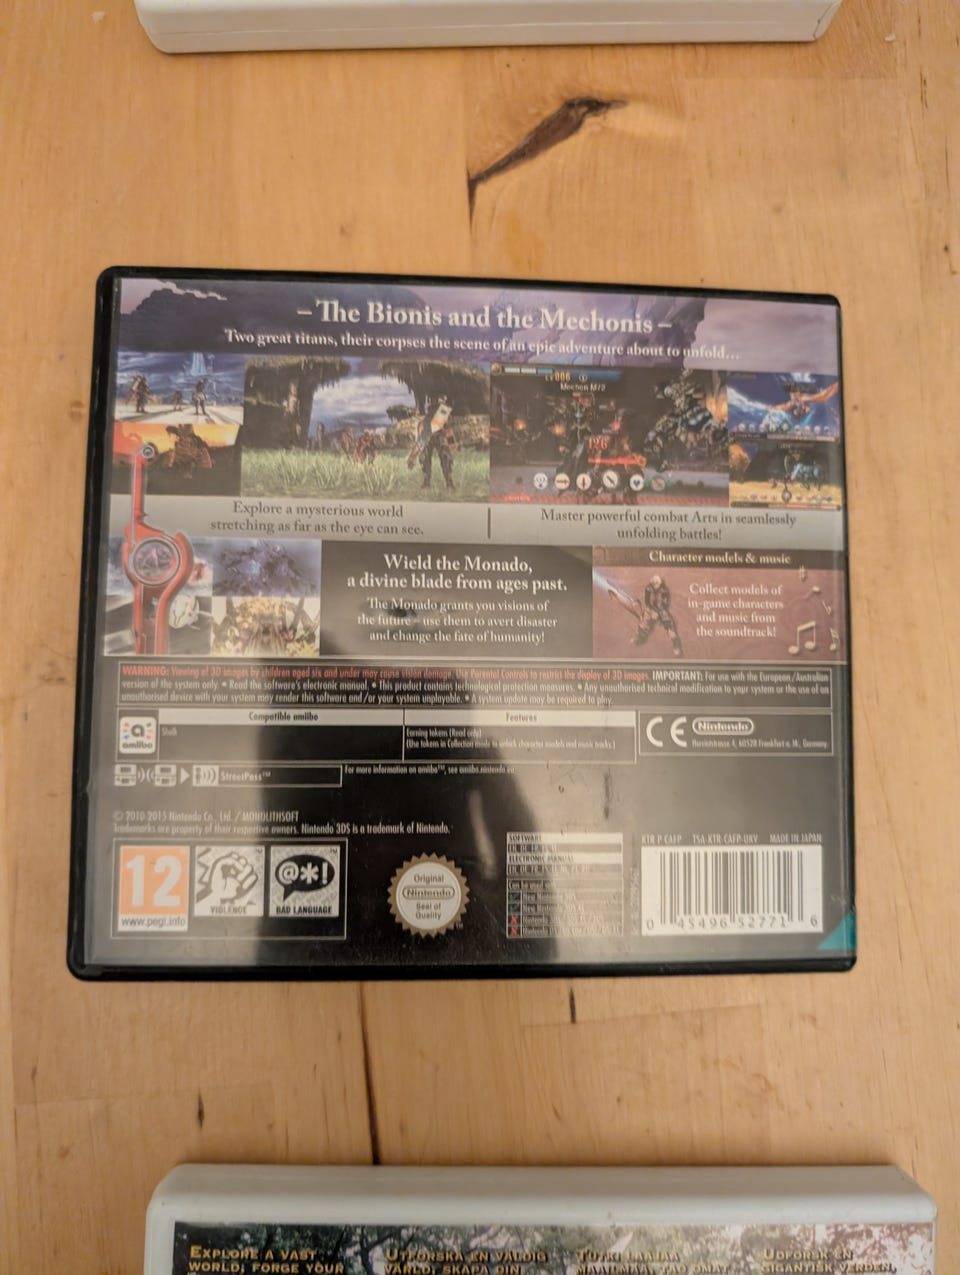 – The Bionis and the Mechonis –
Two great titans, their corpses the scene of an epic adventure about to unfold...
Mechon M72
126
Explore a mysterious world
stretching as far as the eye can see.
Master powerful combat Arts in seamlessly
unfolding battles!
Wield the Monado,
a divine blade from ages past.
The Monado grants you visions of
the future – use them to avert disaster
and change the fate of humanity!
Character models & music
Collect models of
in-game characters
and music from
the soundtrack!
WARNING: Viewing of 3D images by children aged six and under may cause vision damage. Use Parental Controls to restrict the display of 3D images. IMPORTANT: For use with the European/Australian
version of the system only. • Read the software's electronic manual. • This product contains technological protection measures. • Any unauthorised technical modification to your system or the use of an
unauthorised device with your system may render this software and/or your system unplayable. • A system update may be required to play.
amiibo
Compatible amiibo
Shulk
Features
Earning tokens (Read only)
(Use tokens in Collection mode to unlock character models and music tracks.)
CE
Nintendo
Herriotstrasse 4, 60528 Frankfurt a. M., Germany
StreetPass™
For more information on amiibo™, see amiibo.nintendo.eu
© 2010-2015 Nintendo Co., Ltd. / MONOLITHSOFT
Trademarks are property of their respective owners. Nintendo 3DS is a trademark of Nintendo.
12
www.pegi.info
VIOLENCE
@*!
BAD LANGUAGE
Original
Nintendo
Seal of
Quality
SOFTWARE
ELECTRONIC MANUAL
KTR P CAFP TSA-KTR-CAFP-UKV MADE IN JAPAN
0 45496 52771 6
EXPLORE A VAST
WORLD, FORGE YOUR
UTFORSKA EN VÄLDIG
VÄRLD, SKAPA DIN
TUTKI LAAJAA
MAAILMAA, TAO OMAT
UDFORSK EN
GIGANTISK VERDEN,